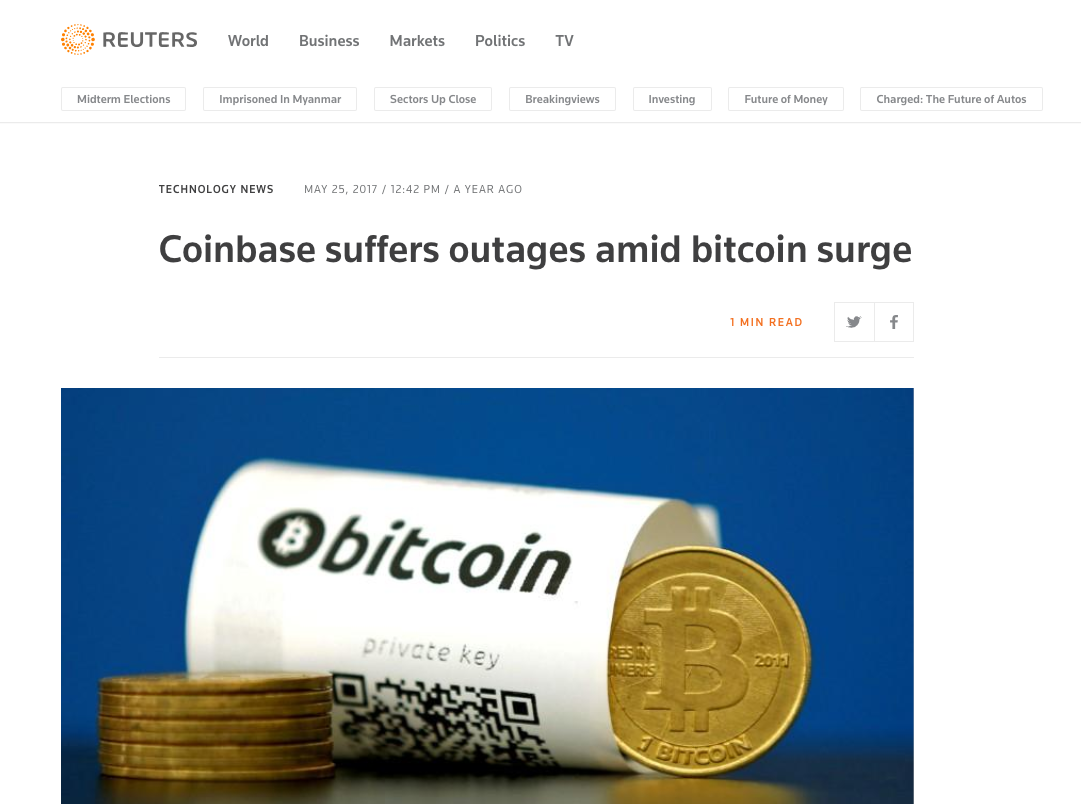 REUTERS World Business Markets Politics TV
Midterm Elections Imprisoned In Myanmar Sectors Up Close Breakingviews Investing Future of Money Charged: The Future of Autos
TECHNOLOGY NEWS MAY 25, 2017 / 12:42 PM / A YEAR AGO
Coinbase suffers outages amid bitcoin surge
1 MIN READ
bitcoin
private key
RES IN
2011
1 BITCOIN